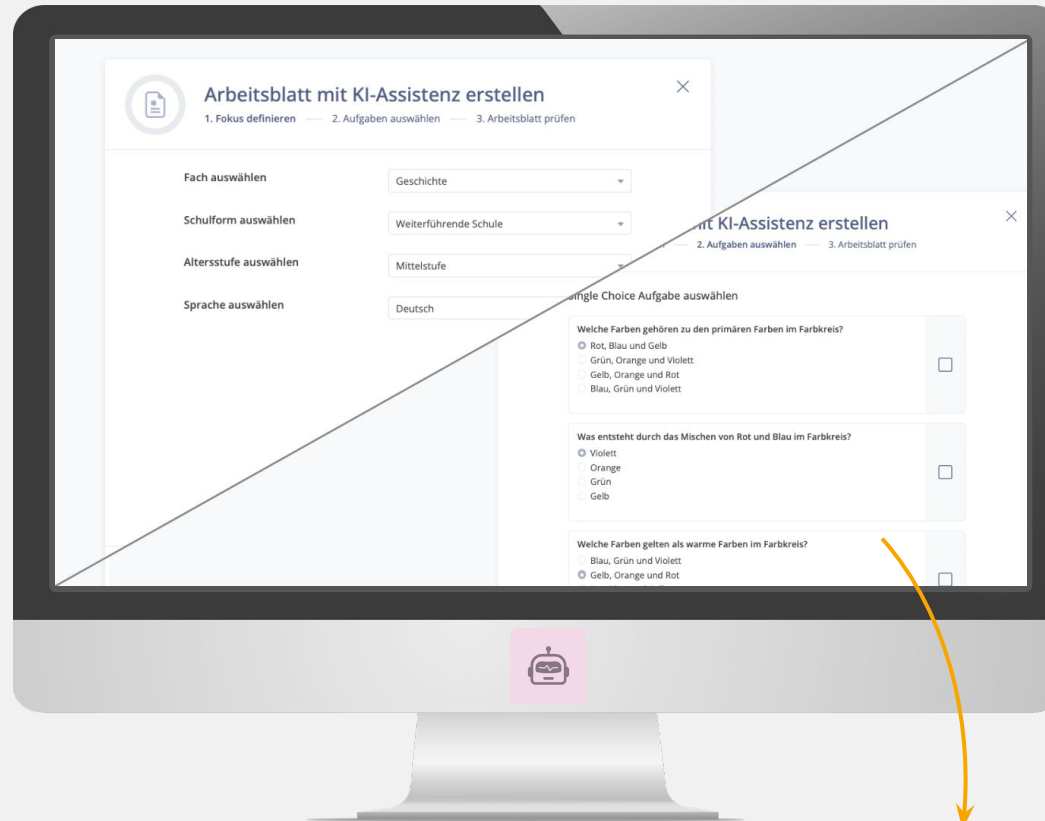 Arbeitsblatt mit KI-Assistenz erstellen
1. Fokus definieren — 2. Aufgaben auswählen — 3. Arbeitsblatt prüfen
Fach auswählen
Geschichte
Schulform auswählen
Weiterführende Schule
Altersstufe auswählen
Mittelstufe
Sprache auswählen
Deutsch
KI-Assistenz erstellen
2. Aufgaben auswählen — 3. Arbeitsblatt prüfen
Choice Aufgabe auswählen
Welche Farben gehören zu den primären Farben im Farbkreis?
Rot, Blau und Gelb
Grün, Orange und Violett
Gelb, Orange und Rot
Blau, Grün und Violett
Was entsteht durch das Mischen von Rot und Blau im Farbkreis?
Violett
Orange
Grün
Gelb
Welche Farben gelten als warme Farben im Farbkreis?
Blau, Grün und Violett
Gelb, Orange und Rot